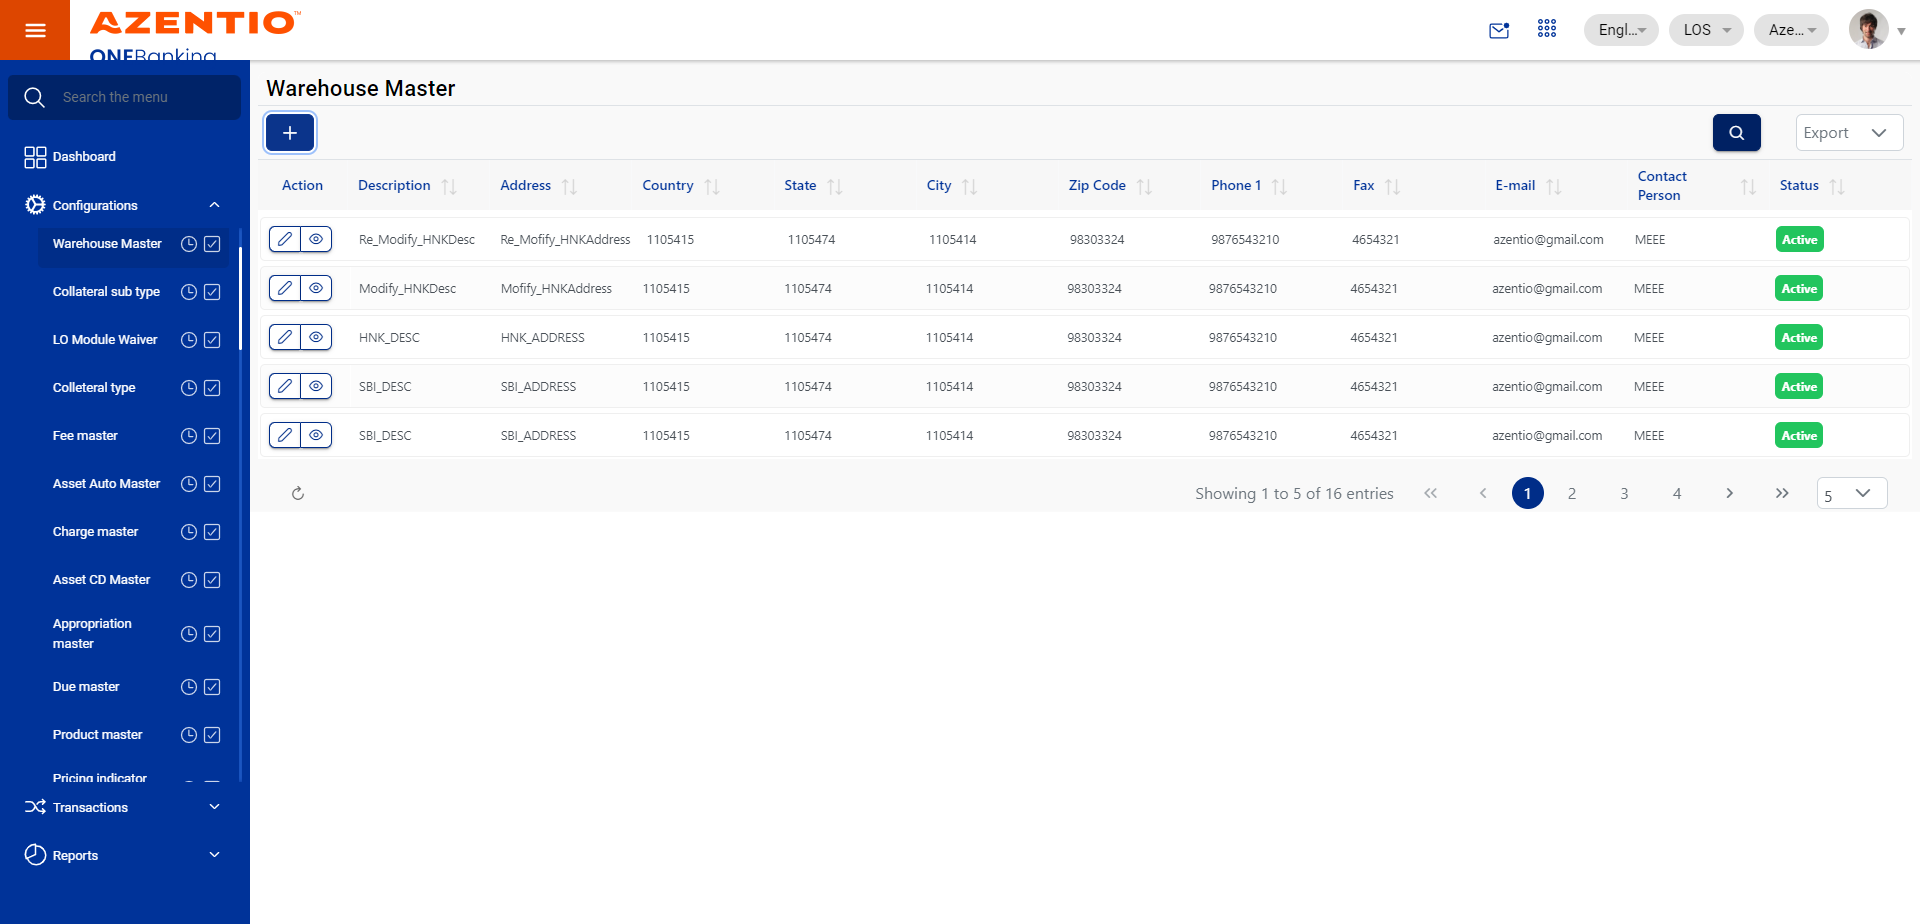 AZENTIO™
ONEBanking
Engl...
LOS
Aze...
Search the menu
Dashboard
Configurations
Warehouse Master
Collateral sub type
LO Module Waiver
Colleteral type
Fee master
Asset Auto Master
Charge master
Asset CD Master
Appropriation
master
Due master
Product master
Pricing indicator
Transactions
Reports
Warehouse Master
+
Export
Action Description Address Country State City Zip Code Phone 1 Fax E-mail Contact Person Status
Re_Modify_HNKDesc Re_Mofify_HNKAddress 1105415 1105474 1105414 98303324 9876543210 4654321 azentio@gmail.com MEEE Active
Modify_HNKDesc Mofify_HNKAddress 1105415 1105474 1105414 98303324 9876543210 4654321 azentio@gmail.com MEEE Active
HNK_DESC HNK_ADDRESS 1105415 1105474 1105414 98303324 9876543210 4654321 azentio@gmail.com MEEE Active
SBI_DESC SBI_ADDRESS 1105415 1105474 1105414 98303324 9876543210 4654321 azentio@gmail.com MEEE Active
SBI_DESC SBI_ADDRESS 1105415 1105474 1105414 98303324 9876543210 4654321 azentio@gmail.com MEEE Active
Showing 1 to 5 of 16 entries « ‹ 1 2 3 4 › » 5